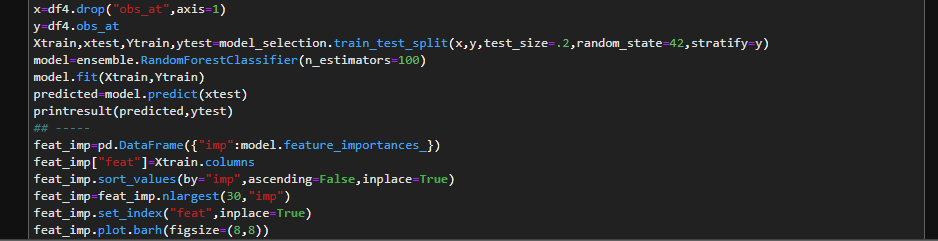 x=df4.drop("obs_at",axis=1)
y=df4.obs_at
Xtrain,xtest,Ytrain,ytest=model_selection.train_test_split(x,y,test_size=.2,random_state=42,stratify=y)
model=ensemble.RandomForestClassifier(n_estimators=100)
model.fit(Xtrain,Ytrain)
predicted=model.predict(xtest)
printresult(predicted,ytest)
## -----
feat_imp=pd.DataFrame({"imp":model.feature_importances_})
feat_imp["feat"]=Xtrain.columns
feat_imp.sort_values(by="imp",ascending=False,inplace=True)
feat_imp=feat_imp.nlargest(30,"imp")
feat_imp.set_index("feat",inplace=True)
feat_imp.plot.barh(figsize=(8,8))